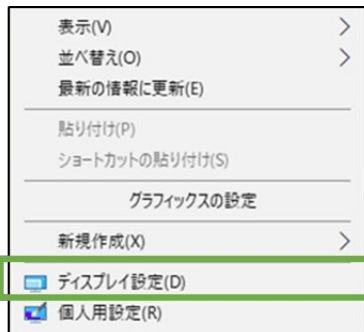 表示(V)
並べ替え(O)
最新の情報に更新(E)
貼り付け(P)
ショートカットの貼り付け(S)
グラフィックスの設定
新規作成(X)
ディスプレイ設定(D)
個人用設定(R)